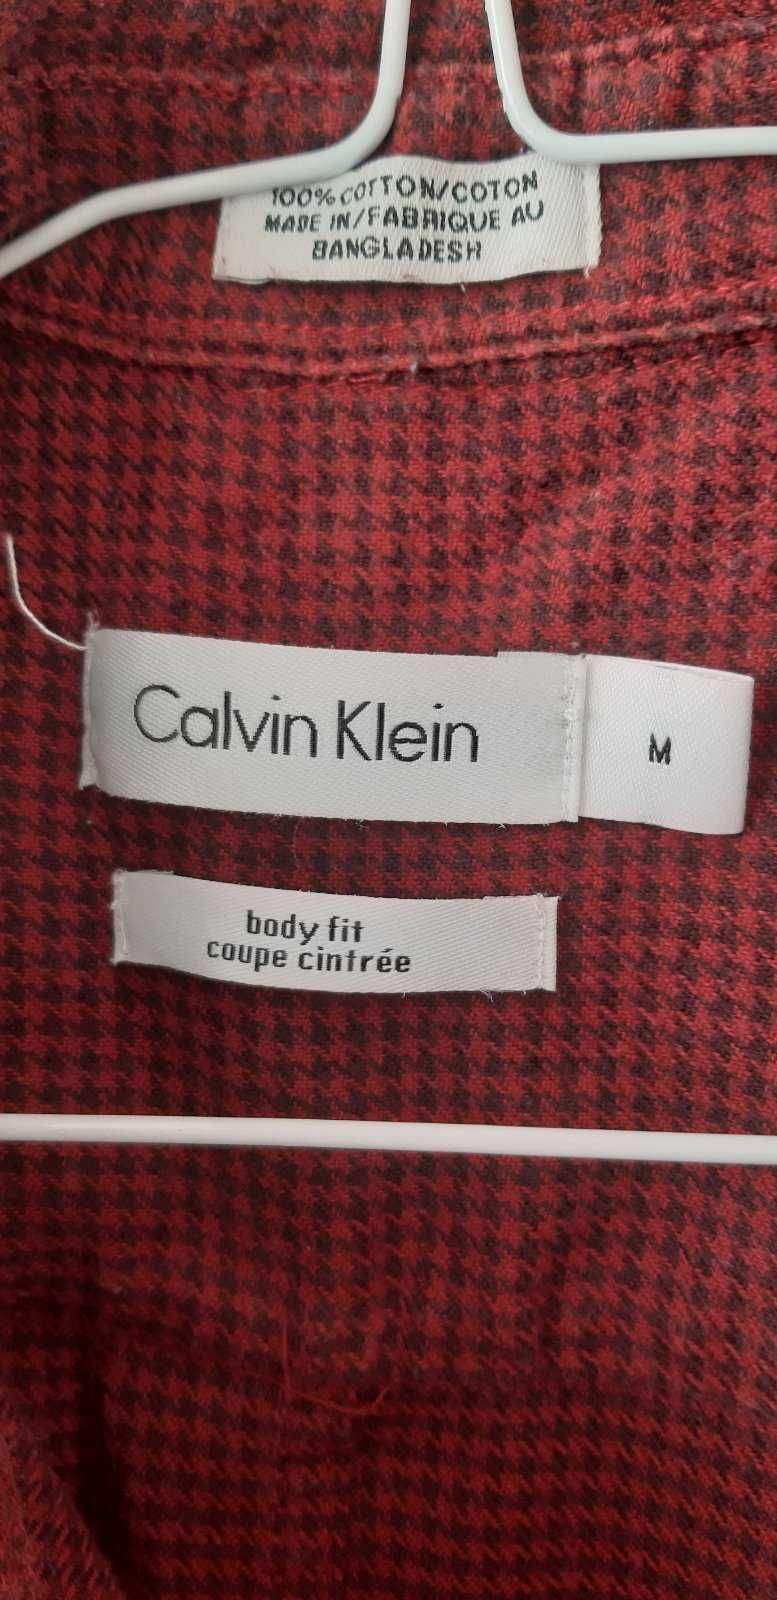 100% COTTON/COTON
MADE IN/FABRIQUE AU
BANGLADESH
Calvin Klein
M
body fit
coupe cintrée